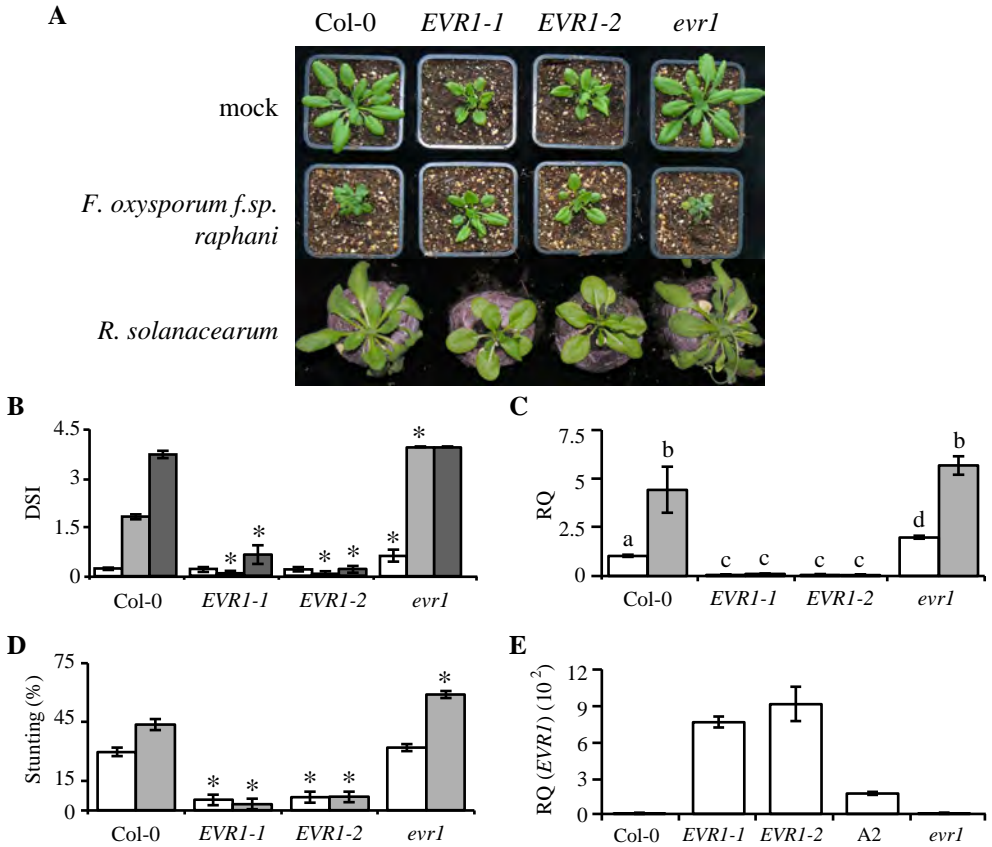 A
Col-0 EVR1-1 EVR1-2 evr1
mock
F. oxysporum f.sp.
raphani
R. solanacearum
B
DSI
4.5
3
1.5
0
* * * * * *
Col-0 EVR1-1 EVR1-2 evr1
C
RQ
7.5
5
2.5
0
a b c c c c d b
Col-0 EVR1-1 EVR1-2 evr1
D
Stunting (%)
75
45
15
0
* * * * *
Col-0 EVR1-1 EVR1-2 evr1
E
RQ (EVR1) (10²)
12
9
6
3
0
Col-0 EVR1-1 EVR1-2 A2 evr1